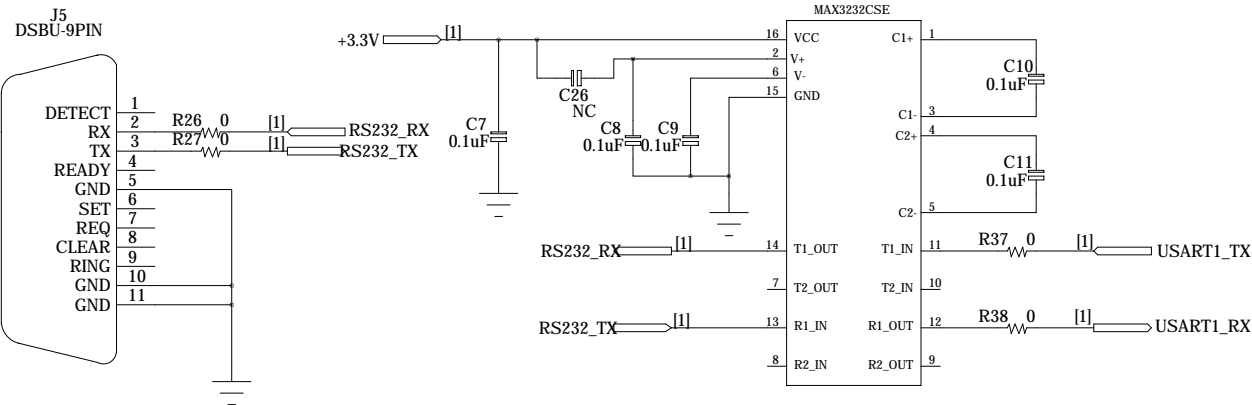 J5
DSBU-9PIN
DETECT 1
RX 2 R26 0 [1] RS232_RX
TX 3 R27 0 [1] RS232_TX
READY 4
GND 5
SET 6
REQ 7
CLEAR 8
RING 9
GND 10
GND 11
+3.3V [1]
C7
0.1uF
C26
NC
C8
0.1uF
C9
0.1uF
MAX3232CSE
16 VCC C1+ 1
2 V+
6 V-
15 GND
C1- 3
C2+ 4
C2- 5
C10
0.1uF
C11
0.1uF
RS232_RX [1] 14 T1_OUT T1_IN 11 R37 0 [1] USART1_TX
7 T2_OUT T2_IN 10
RS232_TX [1] 13 R1_IN R1_OUT 12 R38 0 [1] USART1_RX
8 R2_IN R2_OUT 9